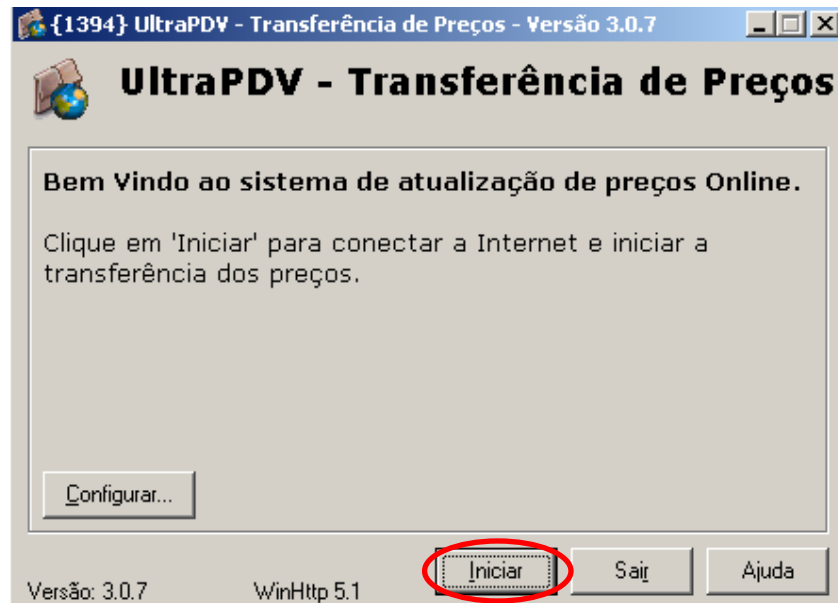 {1394} UltraPDV - Transferência de Preços - Versão 3.0.7
UltraPDV - Transferência de Preços
Bem Vindo ao sistema de atualização de preços Online.
Clique em 'Iniciar' para conectar a Internet e iniciar a
transferência dos preços.
Configurar...
Versão: 3.0.7 WinHttp 5.1 Iniciar Sair Ajuda